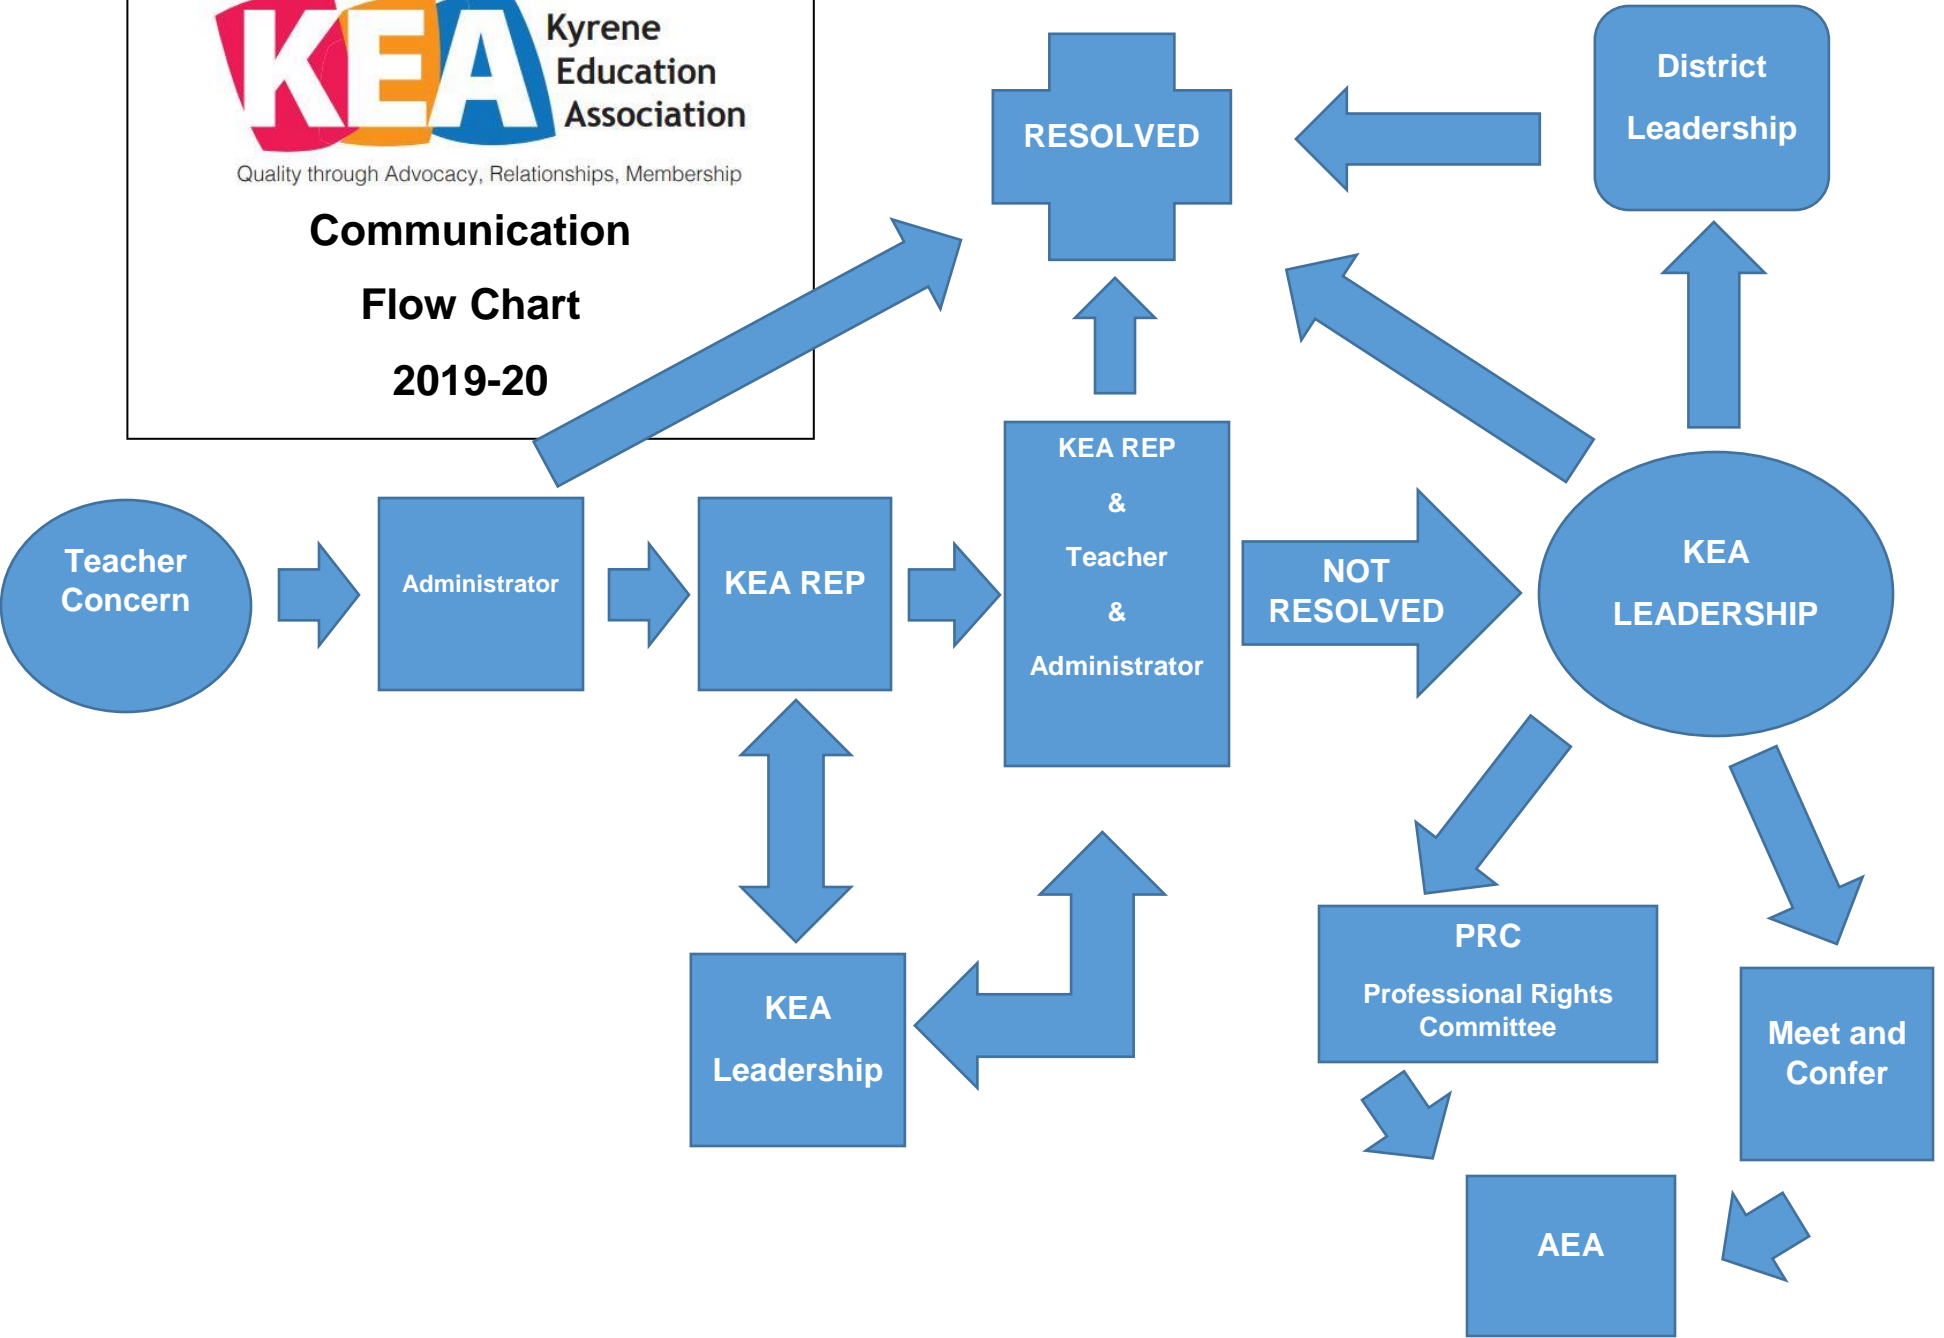 KEA
Kyrene
Education
Association
Quality through Advocacy, Relationships, Membership
Communication
Flow Chart
2019-20
RESOLVED
District
Leadership
Teacher
Concern
Administrator
KEA REP
KEA REP
&
Teacher
&
Administrator
NOT
RESOLVED
KEA
LEADERSHIP
KEA
Leadership
PRC
Professional Rights
Committee
Meet and
Confer
AEA